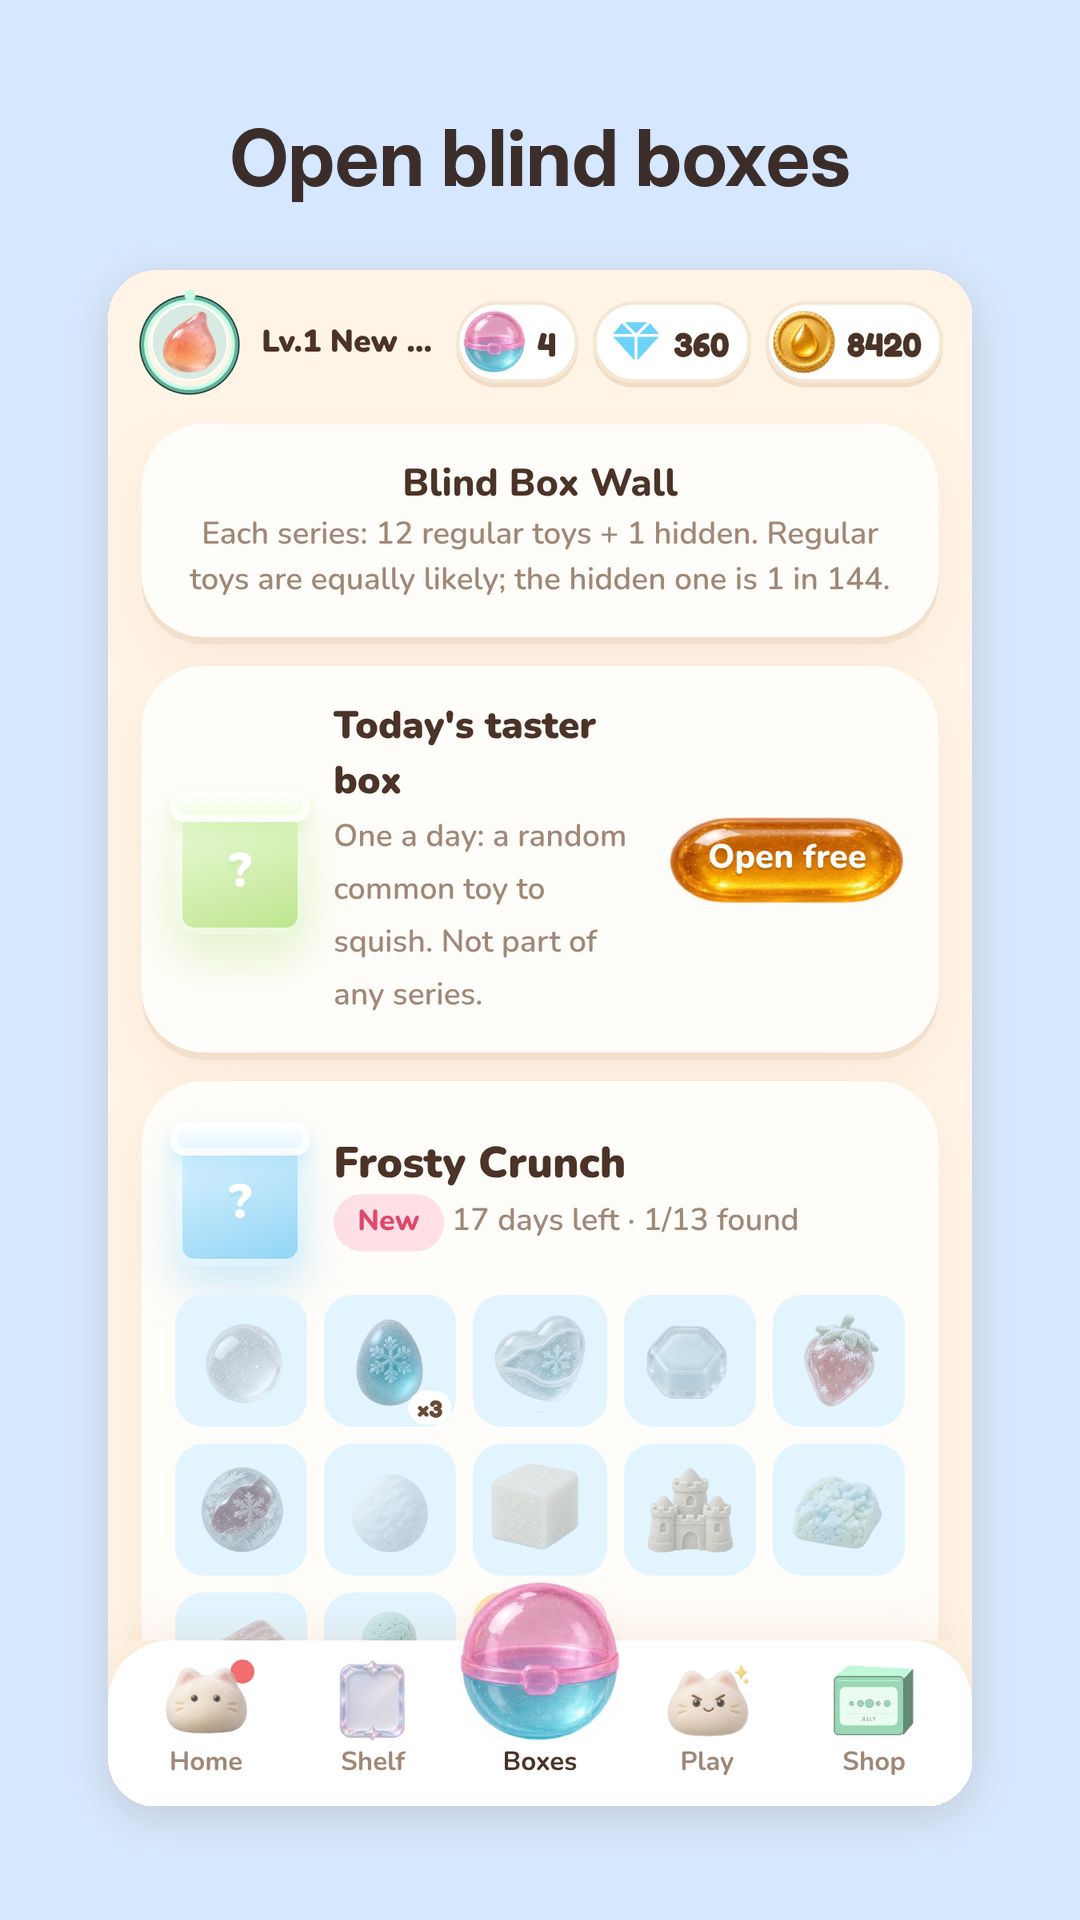 Open blind boxes
Lv.1 New ...
4
360
8420
Blind Box Wall
Each series: 12 regular toys + 1 hidden. Regular
toys are equally likely; the hidden one is 1 in 144.
Today's taster
box
One a day: a random
common toy to
squish. Not part of
any series.
?
Open free
?
Frosty Crunch
New
17 days left · 1/13 found
x3
JELLY
Home
Shelf
Boxes
Play
Shop